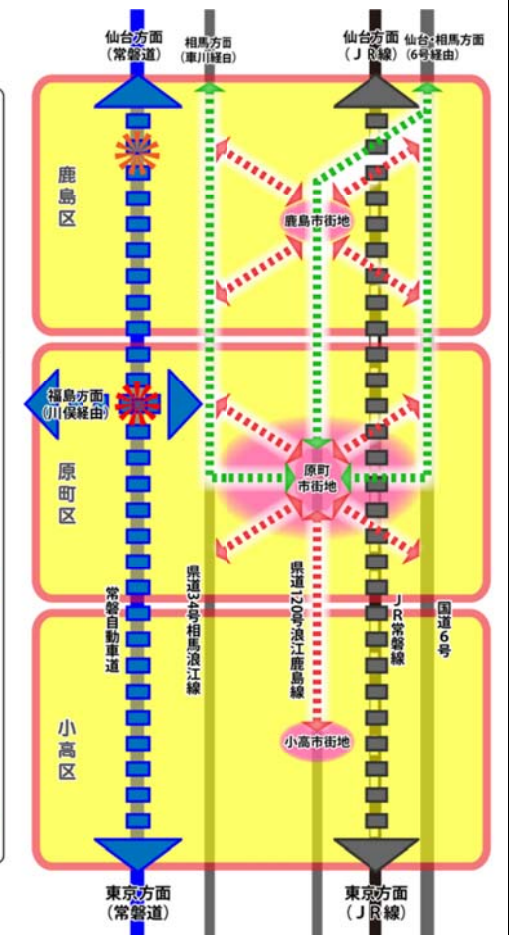 仙台方面
(常磐道)
相馬方面
(車川経由)
仙台方面
(JR線)
仙台・相馬方面
(6号経由)
鹿島区
鹿島市街地
福島方面
(川俣経由)
原町区
原町
市街地
常磐自動車道
県道34号相馬浪江線
県道120号浪江鹿島線
JR常磐線
国道6号
小高区
小高市街地
東京方面
(常磐道)
東京方面
(JR線)